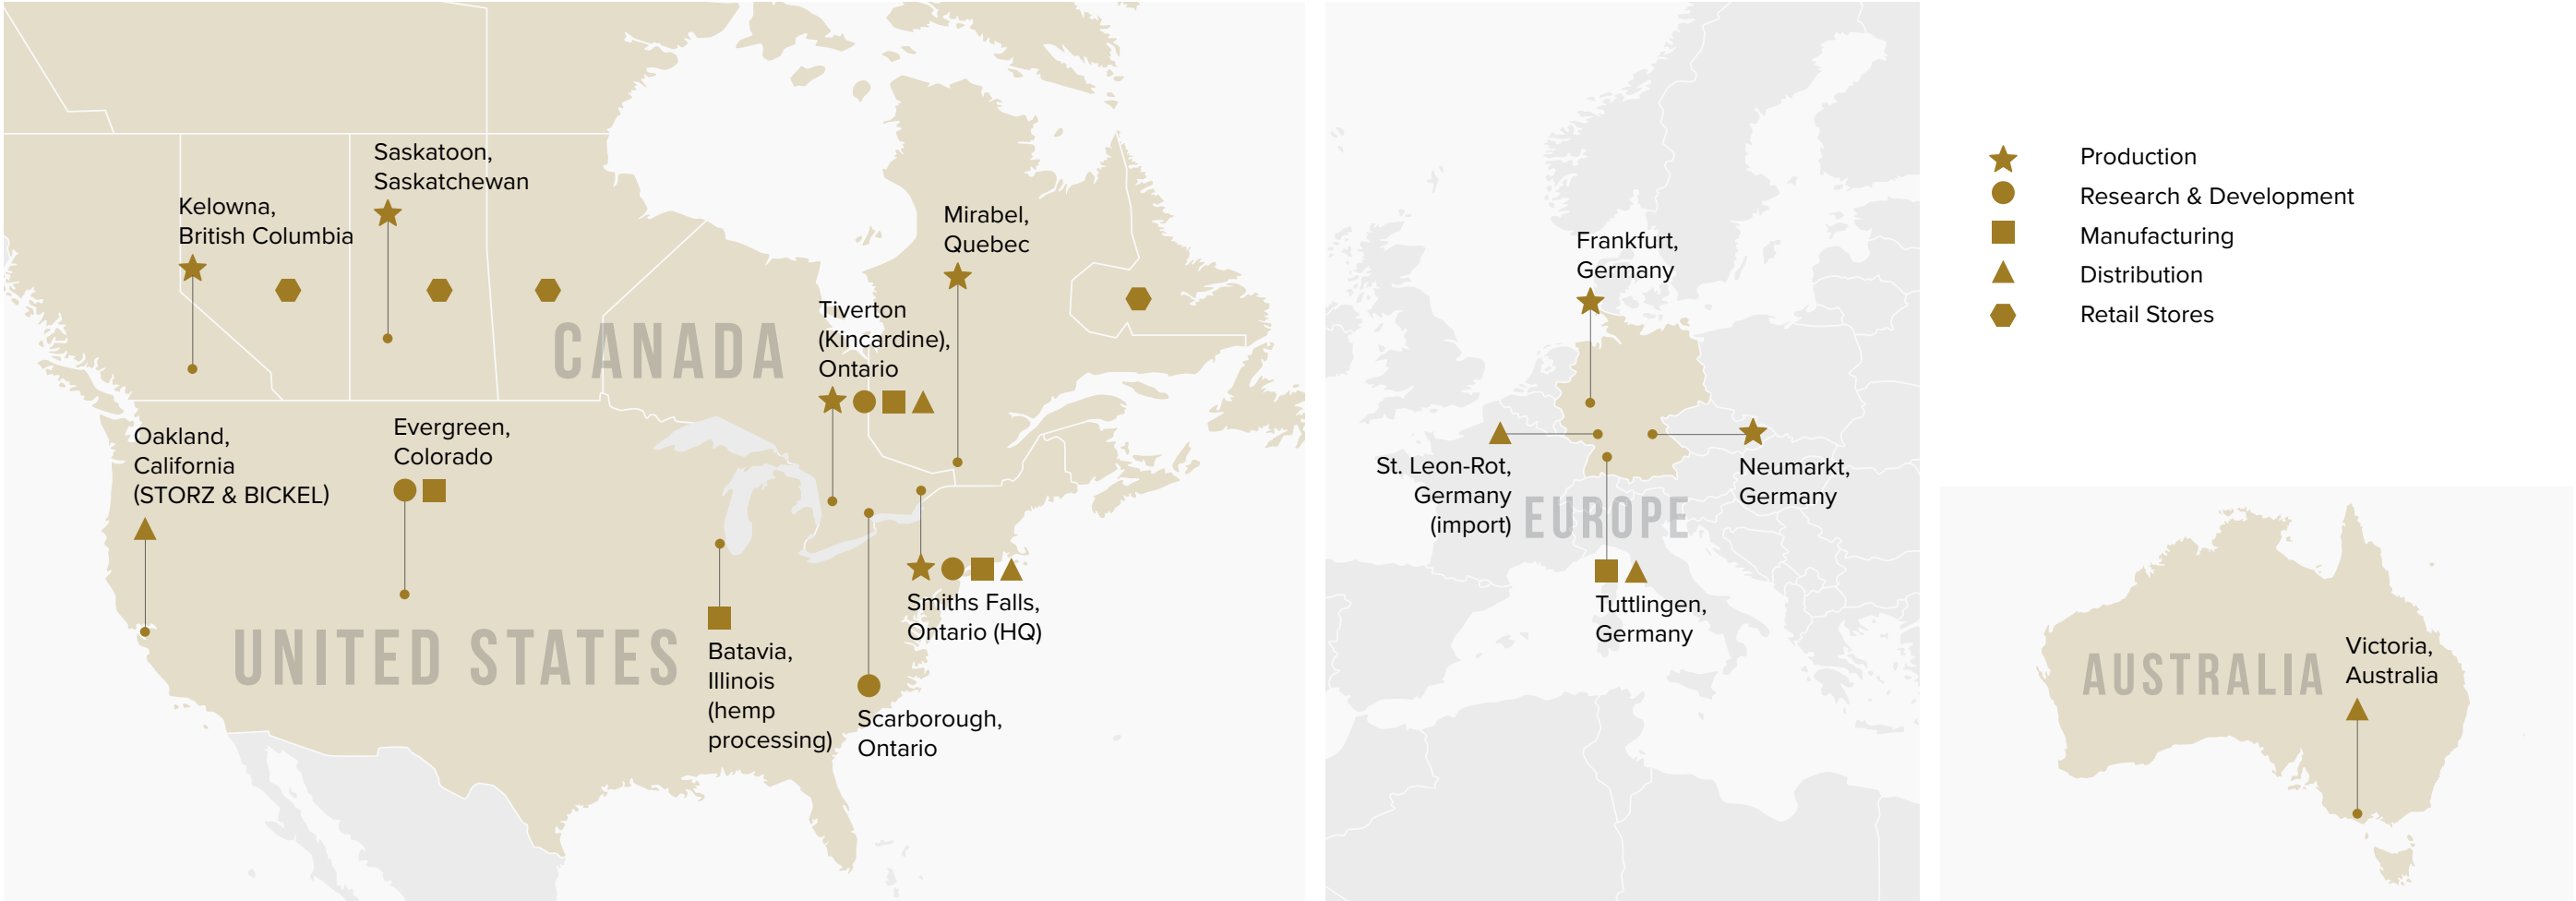 Saskatoon,
Saskatchewan
Kelowna,
British Columbia
Mirabel,
Quebec
Tiverton
(Kincardine),
Ontario
CANADA
Oakland,
California
(STORZ & BICKEL)
Evergreen,
Colorado
UNITED STATES
Batavia,
Illinois
(hemp
processing)
Smiths Falls,
Ontario (HQ)
Scarborough,
Ontario
Frankfurt,
Germany
St. Leon-Rot,
Germany
(import)
Neumarkt,
Germany
EUROPE
Tuttlingen,
Germany
Production
Research & Development
Manufacturing
Distribution
Retail Stores
AUSTRALIA
Victoria,
Australia